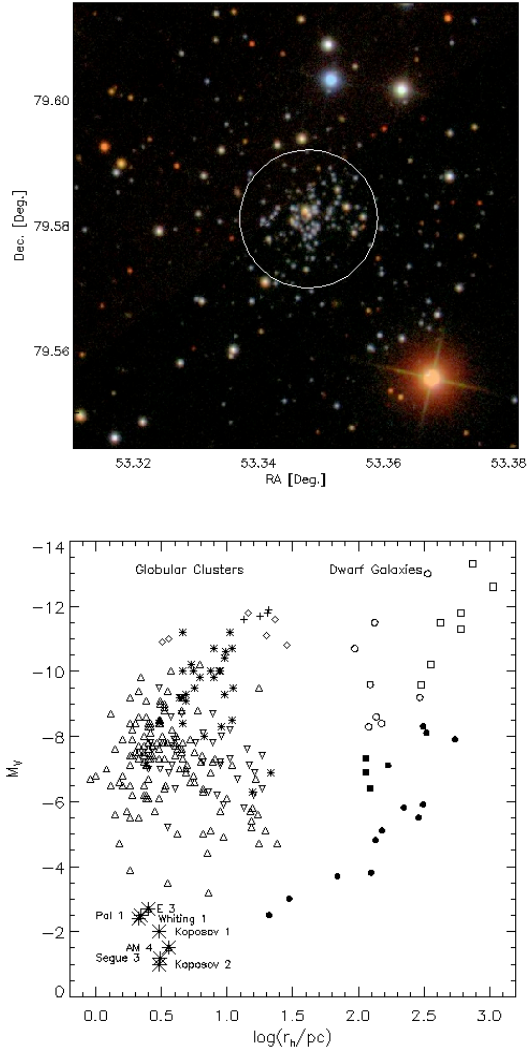 79.60
79.58
79.56
Dec. [Deg.]
53.32 53.34 53.36 53.38
RA [Deg.]
-14
-12
-10
-8
-6
-4
-2
0
M_V
Globular Clusters Dwarf Galaxies
E 3
Pal 1
Whiting 1
Koposov 1
AM 4
Segue 3
Koposov 2
0.0 0.5 1.0 1.5 2.0 2.5 3.0
log(r_h/pc)